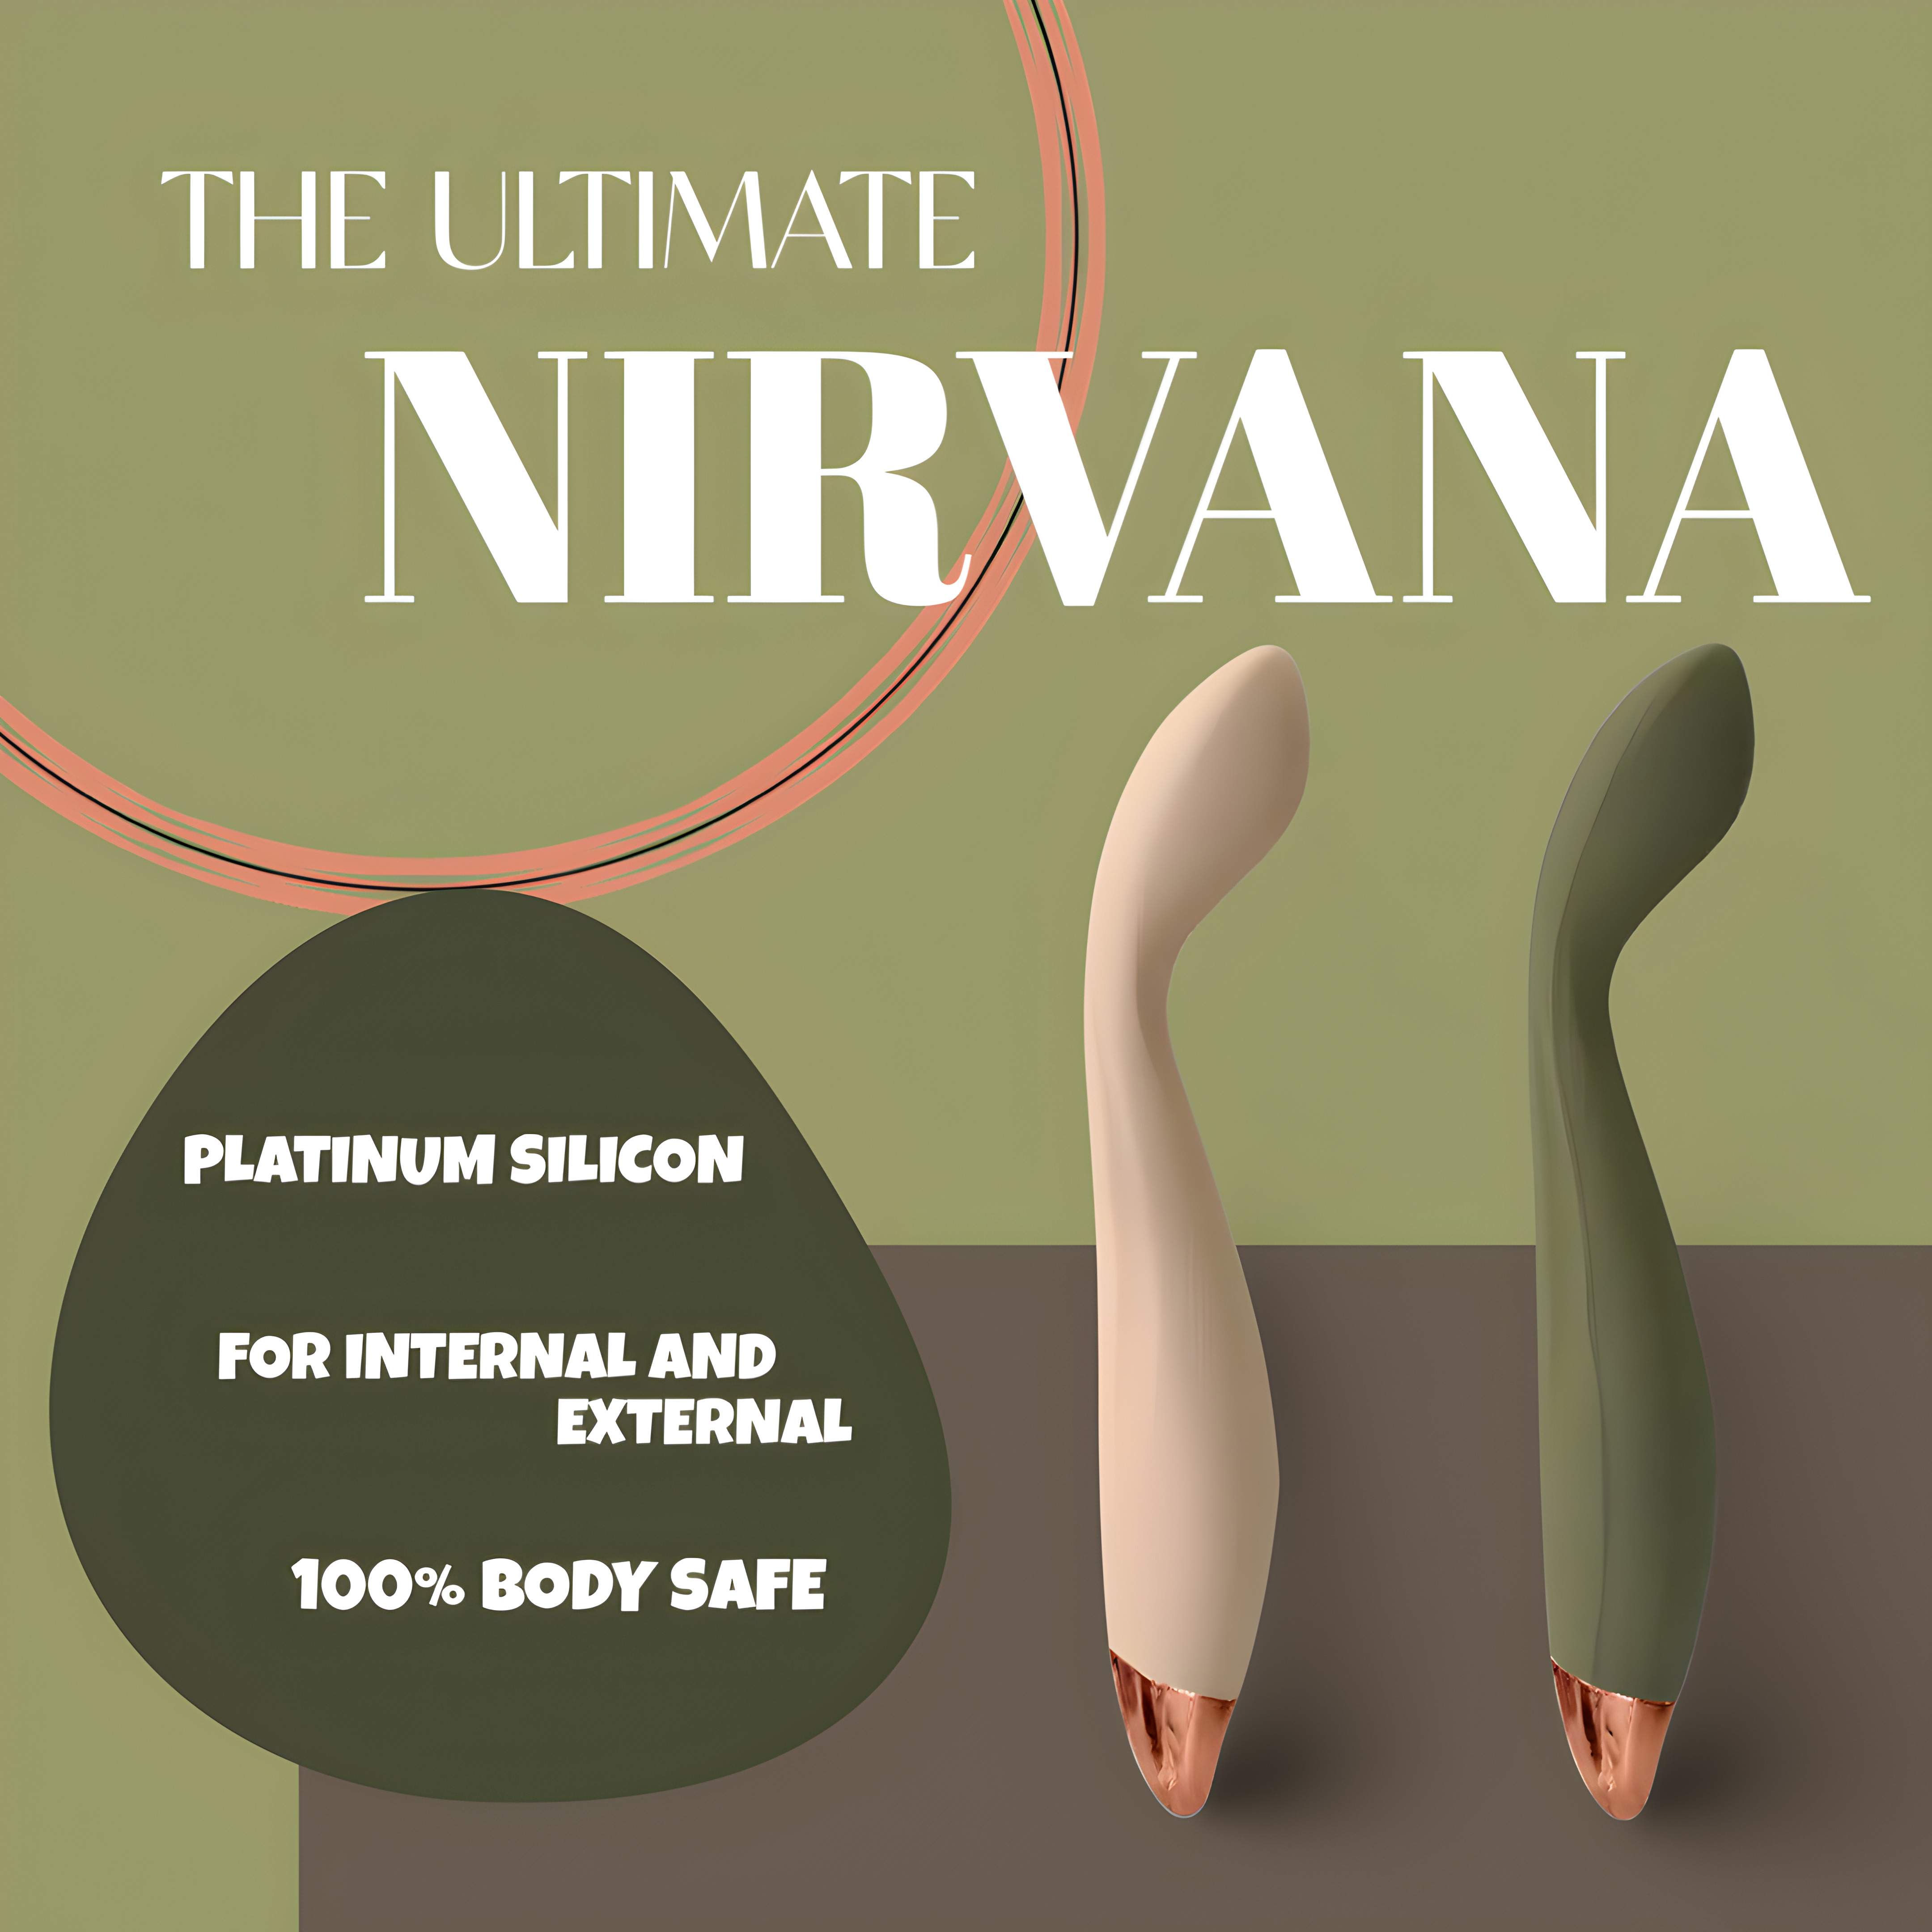 THE ULTIMATE
NIRVANA
PLATINUM SILICON
FOR INTERNAL AND
EXTERNAL
100% BODY SAFE